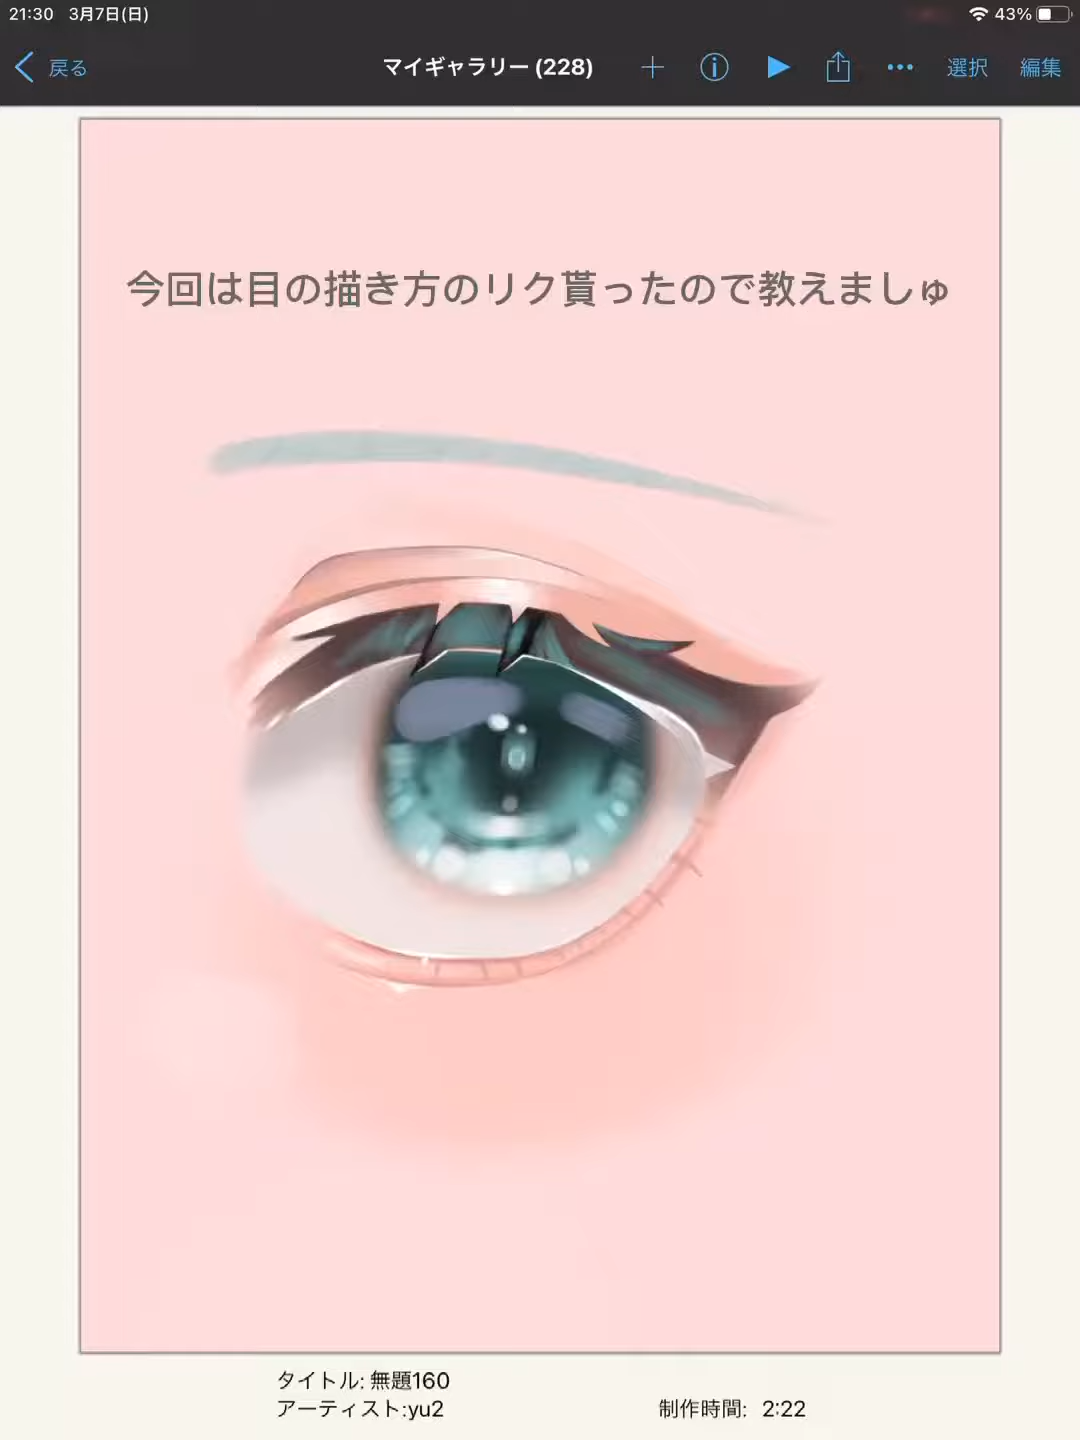 21:30 3月7日(日)
43%
戻る
マイギャラリー (228)
選択
編集
今回は目の描き方のリク貰ったので教えましゅ
タイトル: 無題160
アーティスト:yu2
制作時間: 2:22